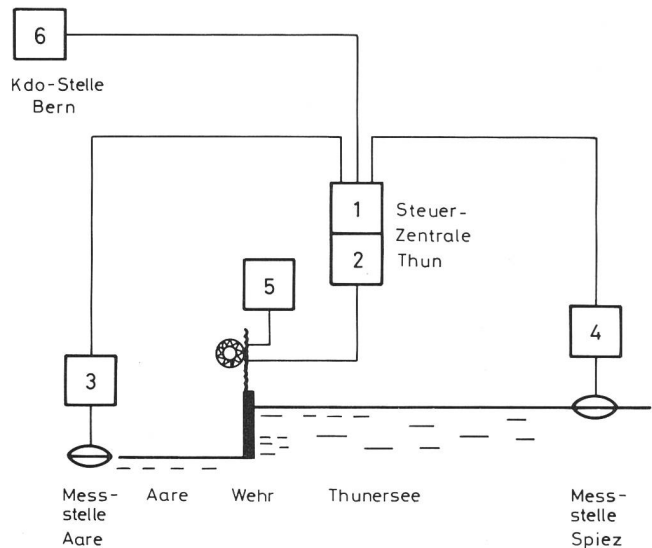 6
Kdo-Stelle
Bern
1
2
Steuer-
Zentrale
Thun
5
3
4
Mess-
stelle
Aare
Aare
Wehr
Thunersee
Mess-
stelle
Spiez